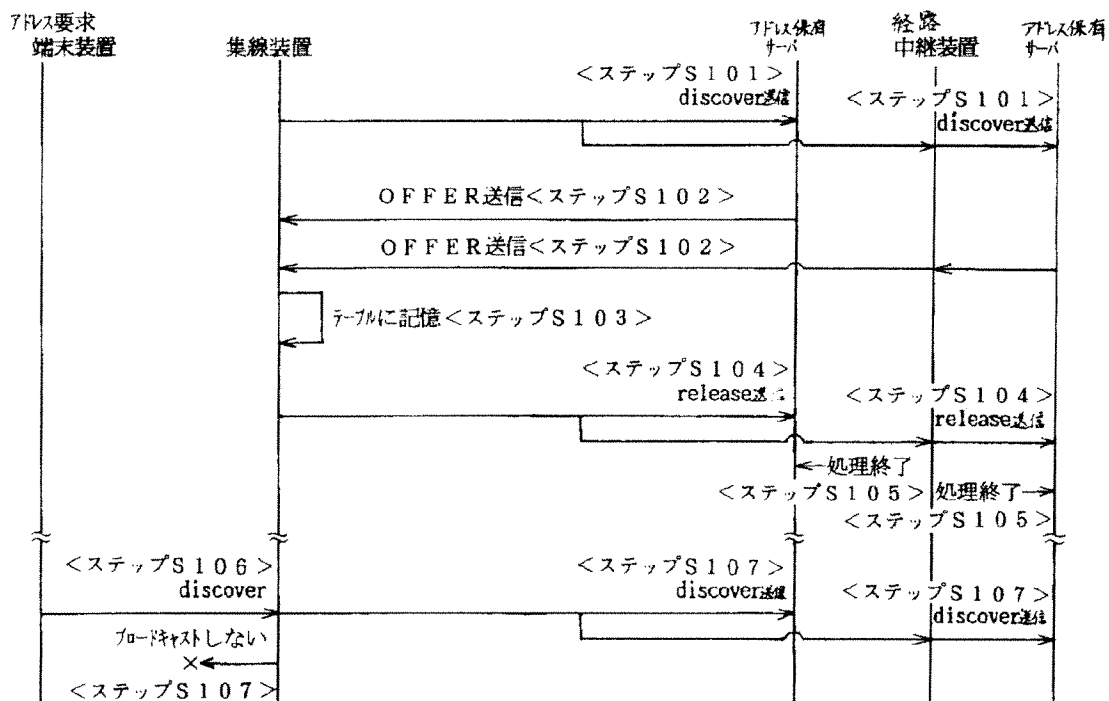 アドレス要求
端末装置
集線装置
アドレス保有
サーバ
経路
中継装置
アドレス保有
サーバ
<ステップS101>
discover送信
<ステップS101>
discover送信
OFFER送信<ステップS102>
OFFER送信<ステップS102>
テーブルに記憶<ステップS103>
<ステップS104>
release送信
<ステップS104>
release送信
←処理終了
<ステップS105>
処理終了→
<ステップS105>
<ステップS106>
discover
<ステップS107>
discover送信
<ステップS107>
discover送信
ブロードキャストしない
×
<ステップS107>